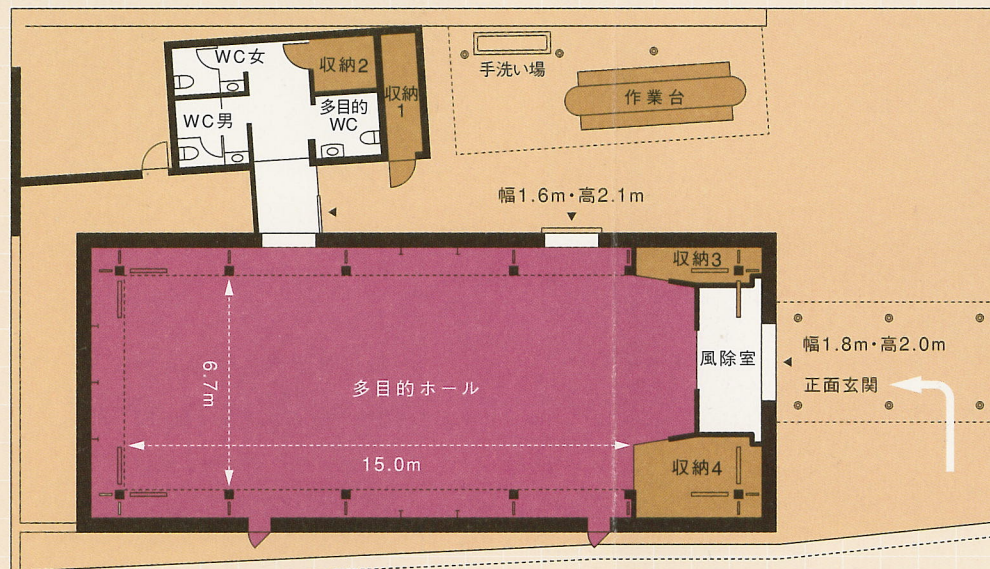 WC女
収納2
収納
1
WC男
多目的
WC
手洗い場
作業台
幅1.6m・高2.1m
収納3
風除室
幅1.8m・高2.0m
正面玄関
6.7m
多目的ホール
15.0m
収納4